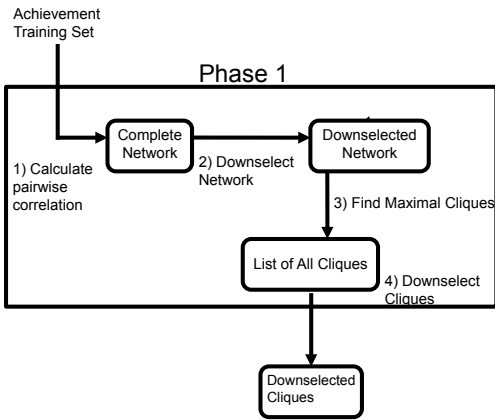 Achievement
Training Set
Phase 1
Complete
Network
Downselected
Network
1) Calculate
pairwise
correlation
2) Downselect
Network
3) Find Maximal Cliques
List of All Cliques
4) Downselect
Cliques
Downselected
Cliques